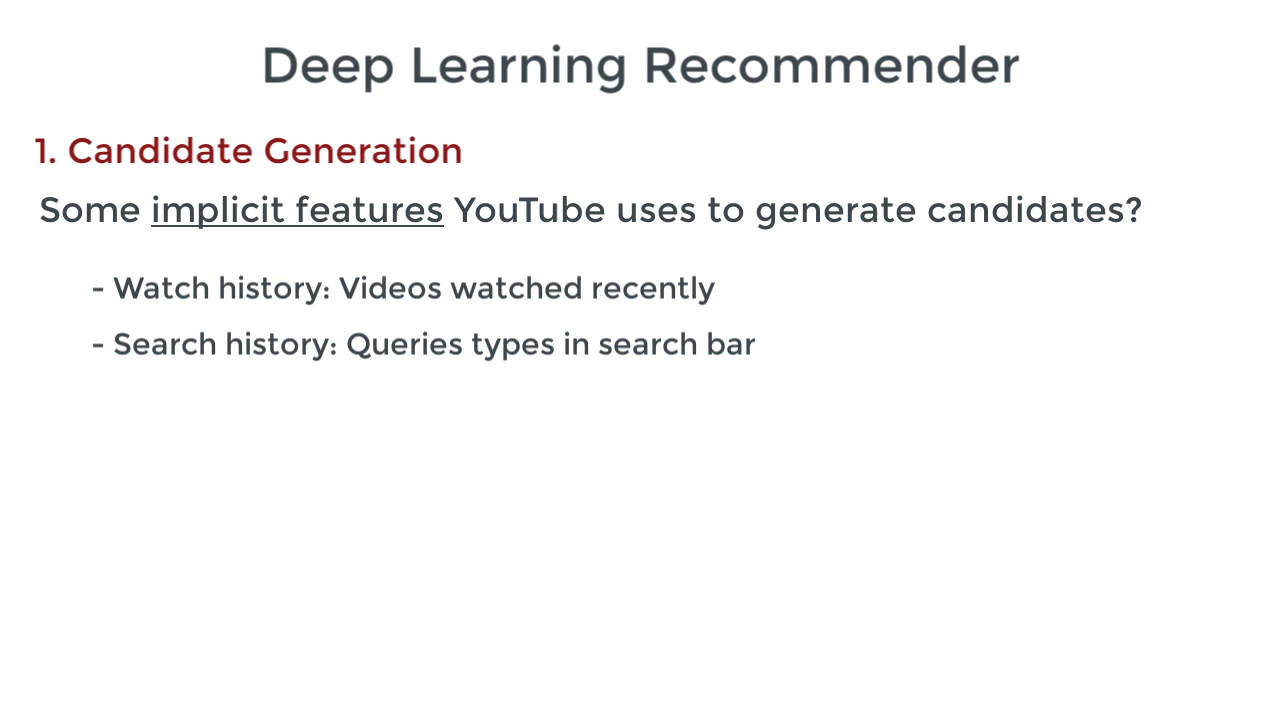 Deep Learning Recommender
1. Candidate Generation
Some implicit features YouTube uses to generate candidates?
- Watch history: Videos watched recently
- Search history: Queries types in search bar